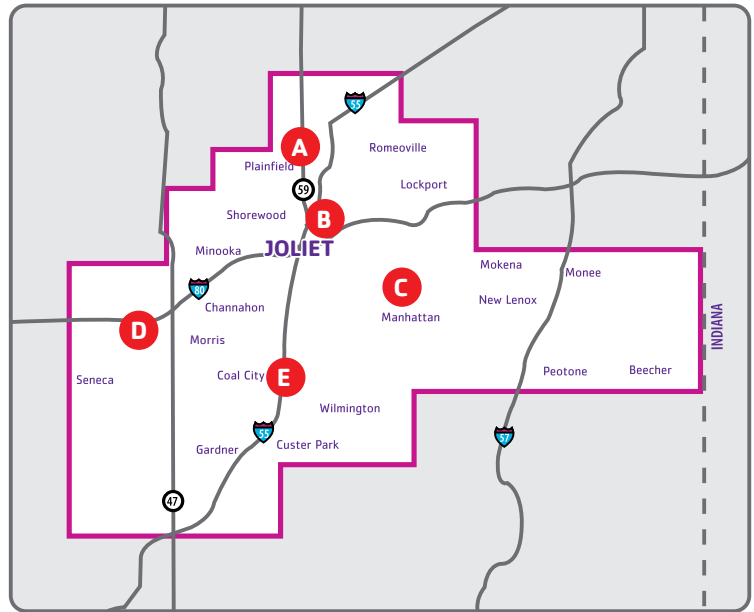 55
A
Romeoville
Plainfield
Lockport
59
Shorewood
B
JOLIET
Minooka
Mokena
Monee
80
C
Channahon
New Lenox
Manhattan
D
INDIANA
Morris
Seneca
Coal City
E
Peotone
Beecher
Wilmington
55
57
Gardner
Custer Park
47